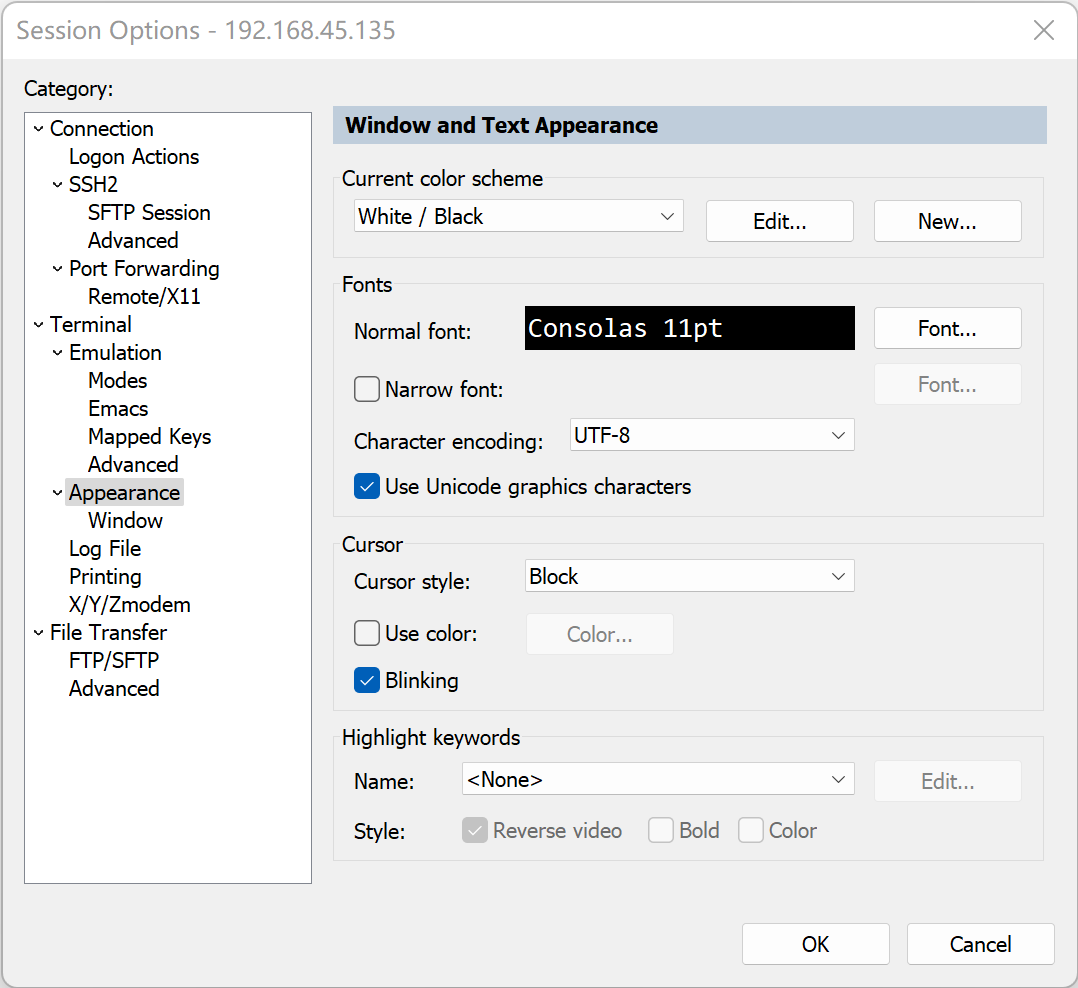 Session Options - 192.168.45.135
Category:
Connection
Logon Actions
SSH2
SFTP Session
Advanced
Port Forwarding
Remote/X11
Terminal
Emulation
Modes
Emacs
Mapped Keys
Advanced
Appearance
Window
Log File
Printing
X/Y/Zmodem
File Transfer
FTP/SFTP
Advanced
Window and Text Appearance
Current color scheme
White / Black Edit... New...
Fonts
Normal font: Consolas 11pt Font...
Narrow font: Font...
Character encoding: UTF-8
Use Unicode graphics characters
Cursor
Cursor style: Block
Use color: Color...
Blinking
Highlight keywords
Name: <None> Edit...
Style: Reverse video Bold Color
OK Cancel